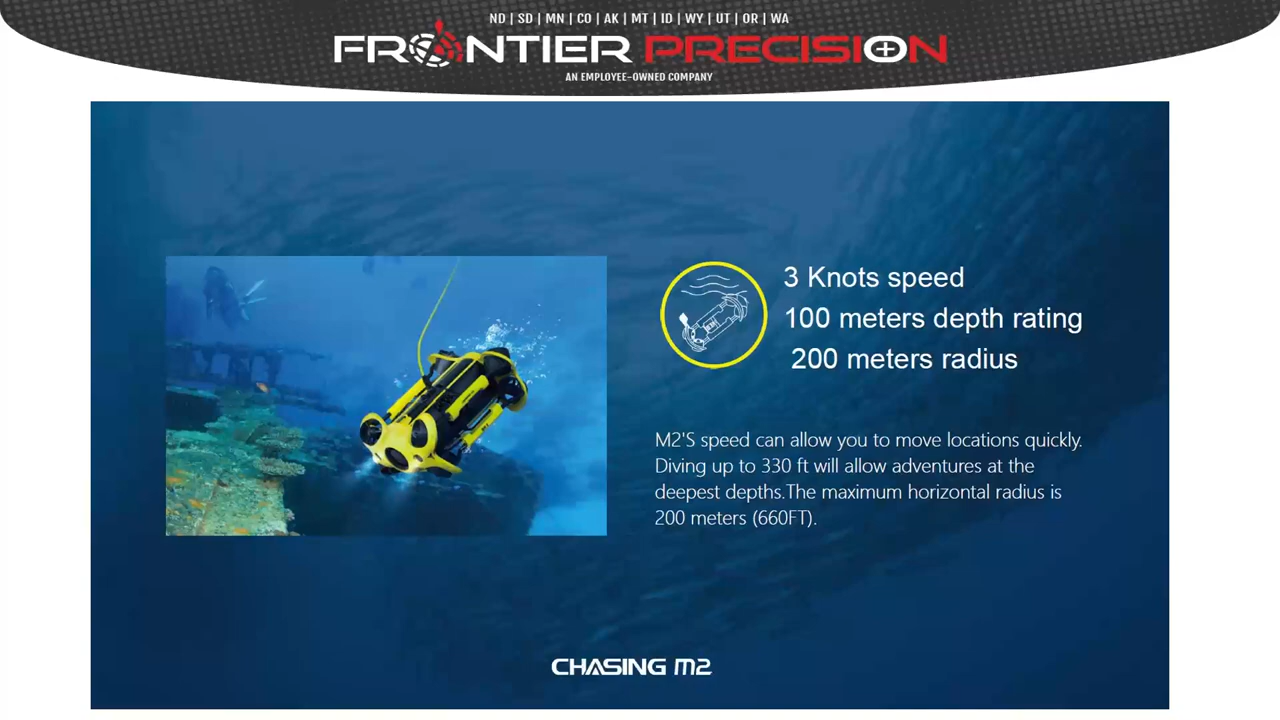 ND | SD | MN | CO | AK | MT | ID | WY | UT | OR | WA
FRONTIER PRECISION
AN EMPLOYEE-OWNED COMPANY
3 Knots speed
100 meters depth rating
200 meters radius
M2'S speed can allow you to move locations quickly.
Diving up to 330 ft will allow adventures at the
deepest depths.The maximum horizontal radius is
200 meters (660FT).
CHASING M2